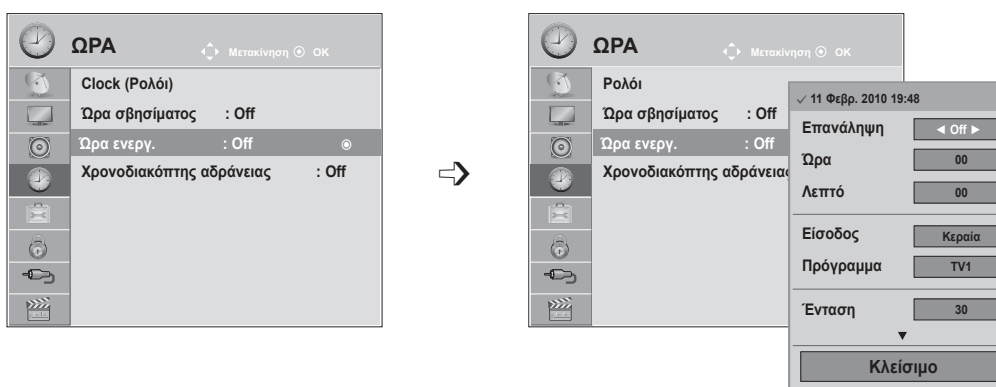 ΩΡΑ
Μετακίνηση OK
Clock (Ρολόι)
Ώρα σβησίματος : Off
Ώρα ενεργ. : Off
Χρονοδιακόπτης αδράνειας : Off
ΩΡΑ
Μετακίνηση OK
Ρολόι
Ώρα σβησίματος : Off
Ώρα ενεργ. : Off
Χρονοδιακόπτης αδράνειας
✓ 11 Φεβρ. 2010 19:48
Επανάληψη ◄ Off ►
Ώρα 00
Λεπτό 00
Είσοδος Κεραία
Πρόγραμμα TV1
Ένταση 30
▼
Κλείσιμο